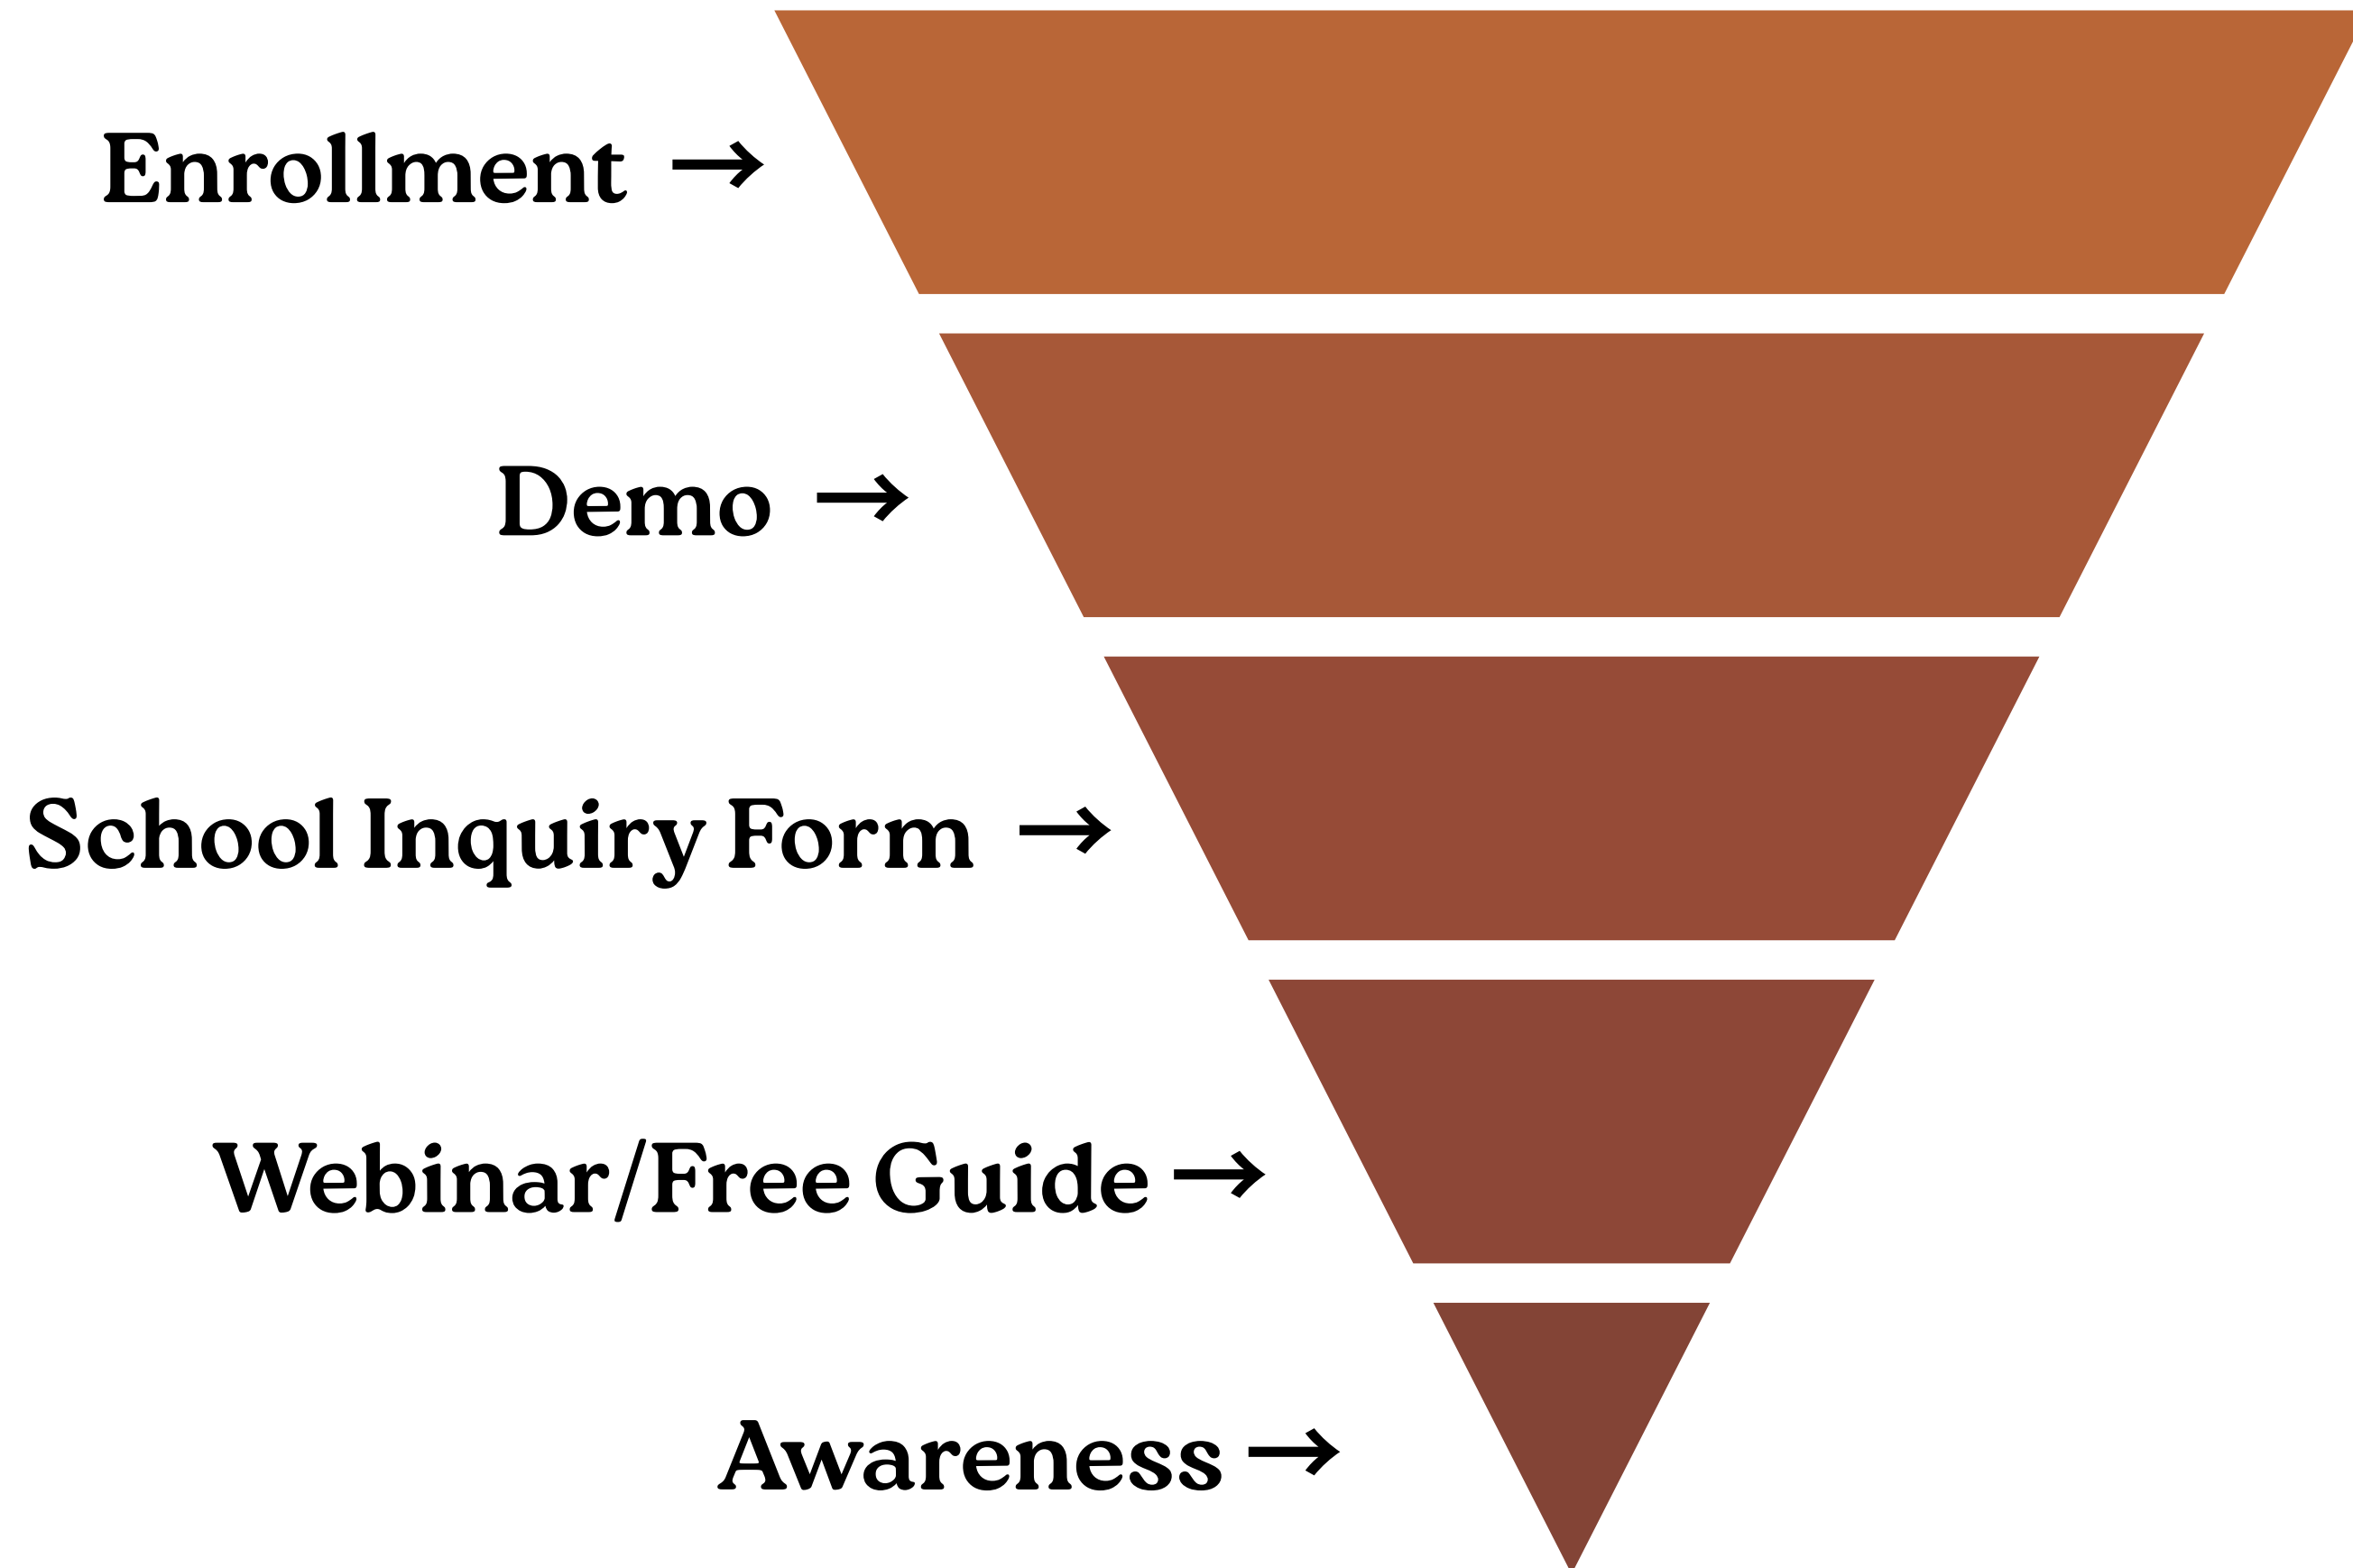 Enrollment →
Demo →
School Inquiry Form →
Webinar/Free Guide →
Awareness →